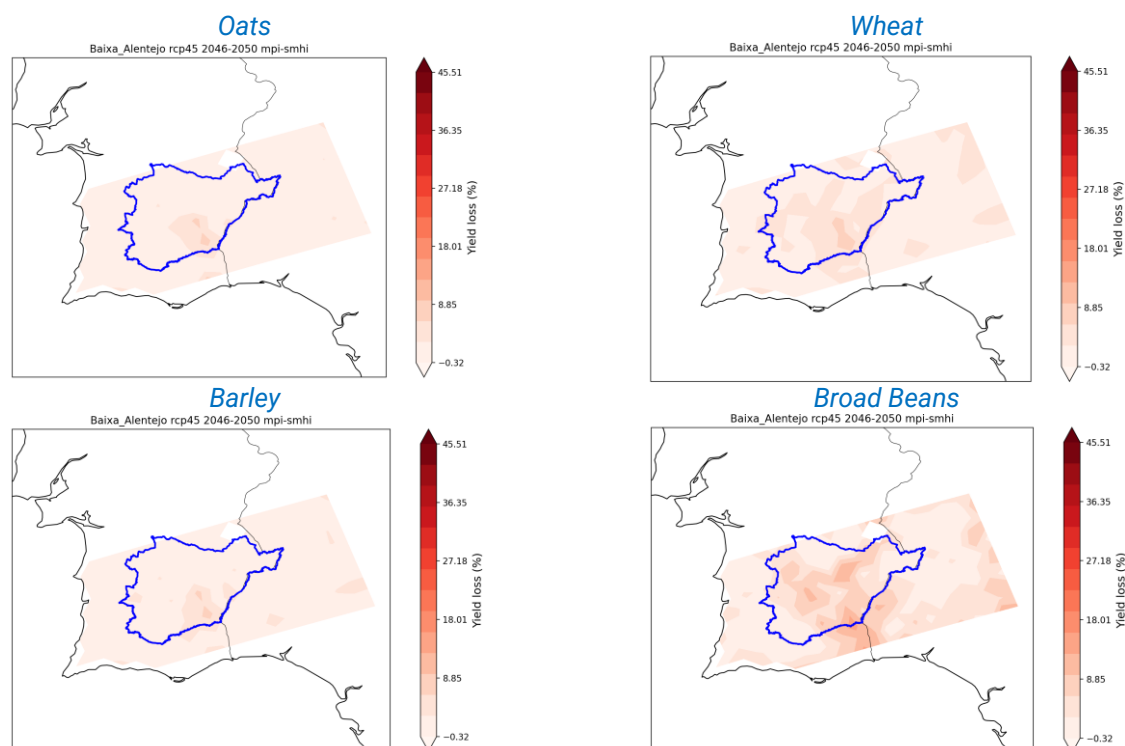 Oats
Baixa_Alentejo rcp45 2046-2050 mpi-smhi
45.51
36.35
27.18
18.01
8.85
−0.32
Yield loss (%)
Wheat
Baixa_Alentejo rcp45 2046-2050 mpi-smhi
45.51
36.35
27.18
18.01
8.85
−0.32
Yield loss (%)
Barley
Baixa_Alentejo rcp45 2046-2050 mpi-smhi
45.51
36.35
27.18
18.01
8.85
−0.32
Yield loss (%)
Broad Beans
Baixa_Alentejo rcp45 2046-2050 mpi-smhi
45.51
36.35
27.18
18.01
8.85
−0.32
Yield loss (%)